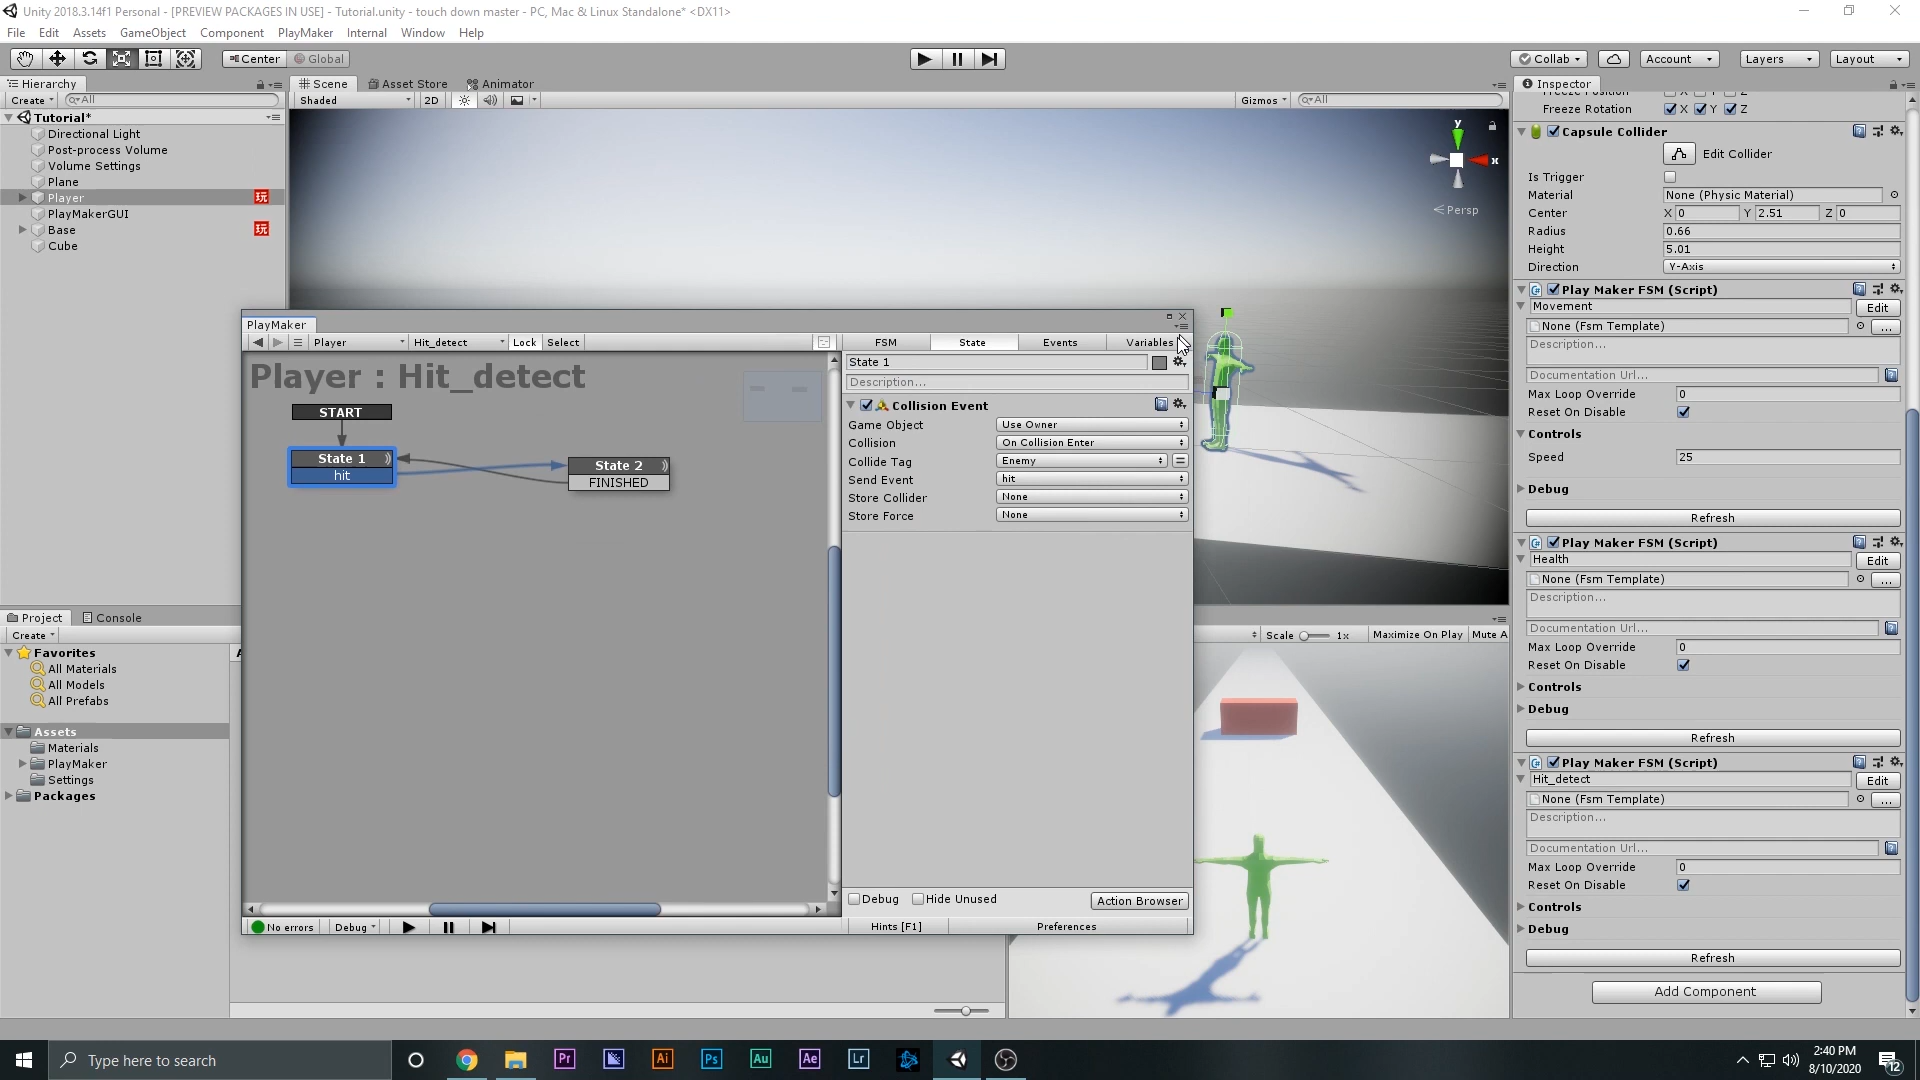 Unity 2018.3.14f1 Personal - [PREVIEW PACKAGES IN USE] - Tutorial.unity - touch down master - PC, Mac & Linux Standalone* <DX11>
File Edit Assets GameObject Component PlayMaker Internal Window Help
Center Global Collab Account Layers Layout
Hierarchy
Create All
Tutorial*
Directional Light
Post-process Volume
Volume Settings
Plane
Player 玩
PlayMakerGUI
Base 玩
Cube
Scene Asset Store Animator
Shaded 2D Gizmos All
y
x
Persp
PlayMaker
Player Hit_detect Lock Select
Player : Hit_detect
START
State 1
hit
State 2
FINISHED
FSM State Events Variables
State 1
Description...
Collision Event
Game Object Use Owner
Collision On Collision Enter
Collide Tag Enemy
Send Event hit
Store Collider None
Store Force None
Debug Hide Unused Action Browser
No errors Debug Hints [F1] Preferences
Project Console
Create
Favorites
All Materials
All Models
All Prefabs
Assets
Materials
PlayMaker
Settings
Packages
Scale 1x Maximize On Play Mute A
Inspector
Freeze Position X Y Z
Freeze Rotation X Y Z
Capsule Collider
Edit Collider
Is Trigger
Material None (Physic Material)
Center X 0 Y 2.51 Z 0
Radius 0.66
Height 5.01
Direction Y-Axis
Play Maker FSM (Script)
Movement Edit
None (Fsm Template) ...
Description...
Documentation Url...
Max Loop Override 0
Reset On Disable
Controls
Speed 25
Debug
Refresh
Play Maker FSM (Script)
Health Edit
None (Fsm Template) ...
Description...
Documentation Url...
Max Loop Override 0
Reset On Disable
Controls
Debug
Refresh
Play Maker FSM (Script)
Hit_detect Edit
None (Fsm Template) ...
Description...
Documentation Url...
Max Loop Override 0
Reset On Disable
Controls
Debug
Refresh
Add Component
Type here to search
Pr Ai Ps Au Ae Lr
2:40 PM
8/10/2020
12